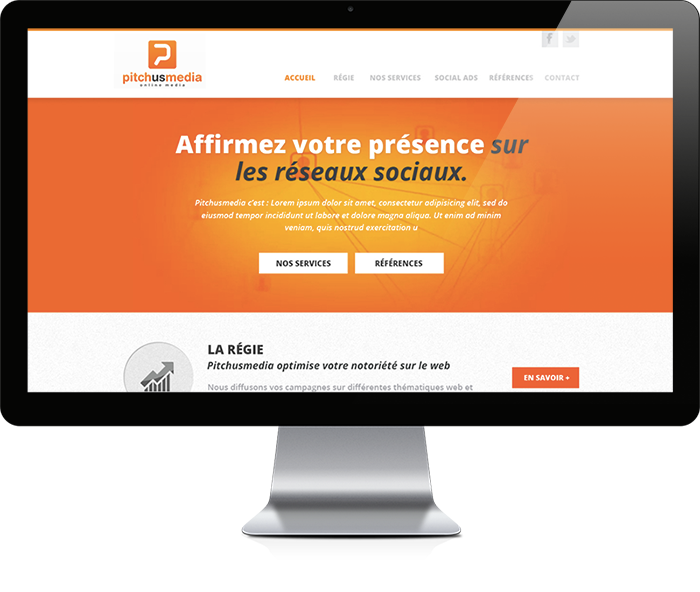 pitchusmedia
online media
ACCUEIL RÉGIE NOS SERVICES SOCIAL ADS RÉFÉRENCES CONTACT
Affirmez votre présence sur
les réseaux sociaux.
Pitchusmedia c'est : Lorem ipsum dolor sit amet, consectetur adipisicing elit, sed do
eiusmod tempor incididunt ut labore et dolore magna aliqua. Ut enim ad minim
veniam, quis nostrud exercitation u
NOS SERVICES RÉFÉRENCES
LA RÉGIE
Pitchusmedia optimise votre notoriété sur le web
EN SAVOIR +
Nous diffusons vos campagnes sur différentes thématiques web et